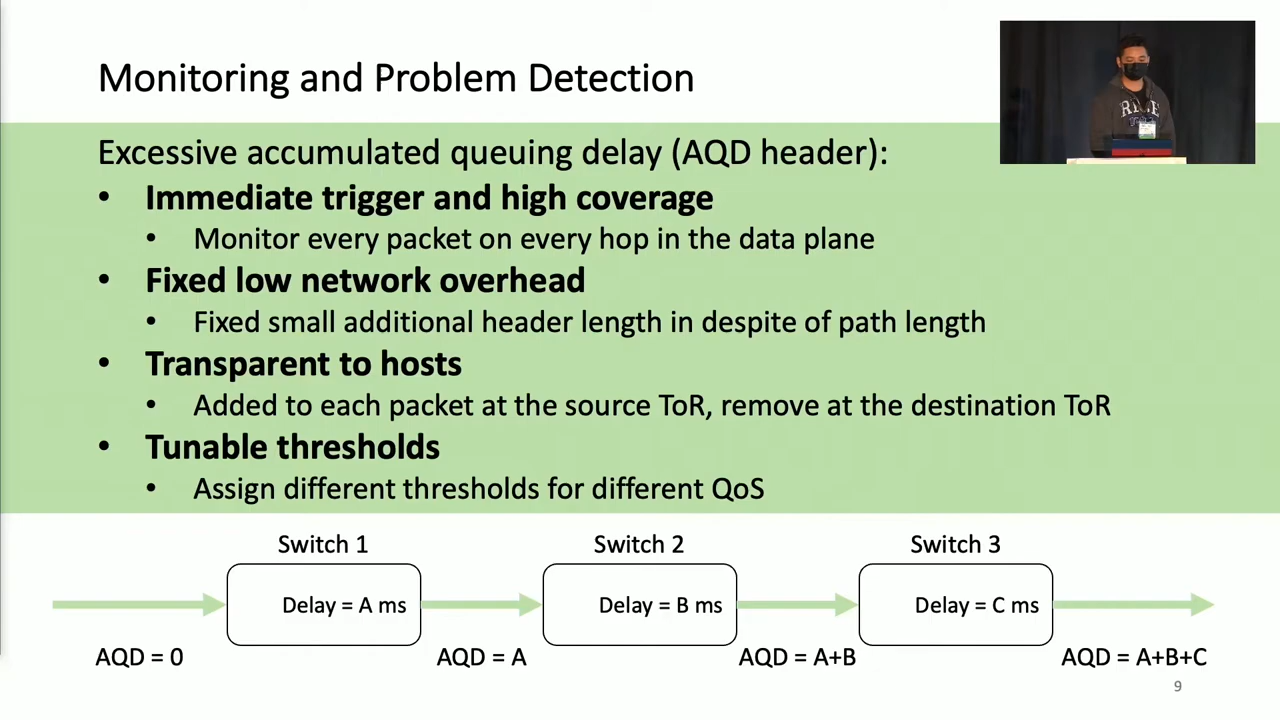 Monitoring and Problem Detection
Excessive accumulated queuing delay (AQD header):
• Immediate trigger and high coverage
• Monitor every packet on every hop in the data plane
• Fixed low network overhead
• Fixed small additional header length in despite of path length
• Transparent to hosts
• Added to each packet at the source ToR, remove at the destination ToR
• Tunable thresholds
• Assign different thresholds for different QoS
Switch 1 Switch 2 Switch 3
Delay = A ms Delay = B ms Delay = C ms
AQD = 0 AQD = A AQD = A+B AQD = A+B+C
9